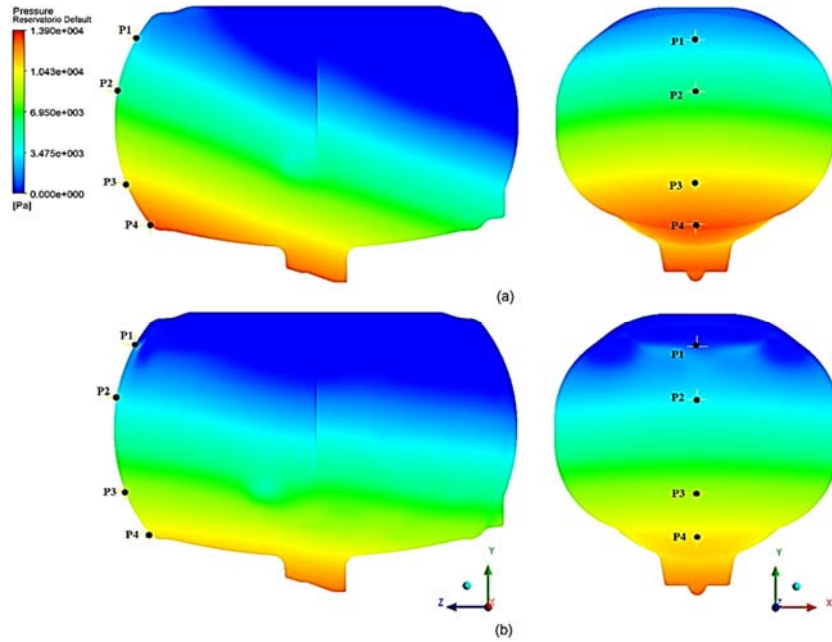 Pressure
Reservatorio Default
1.390e+004
1.043e+004
6.950e+003
3.475e+003
0.000e+000
[Pa]
P1
P2
P3
P4
P1
P2
P3
P4
(a)
P1
P2
P3
P4
P1
P2
P3
P4
Y
Z
X
Y
Z
X
(b)